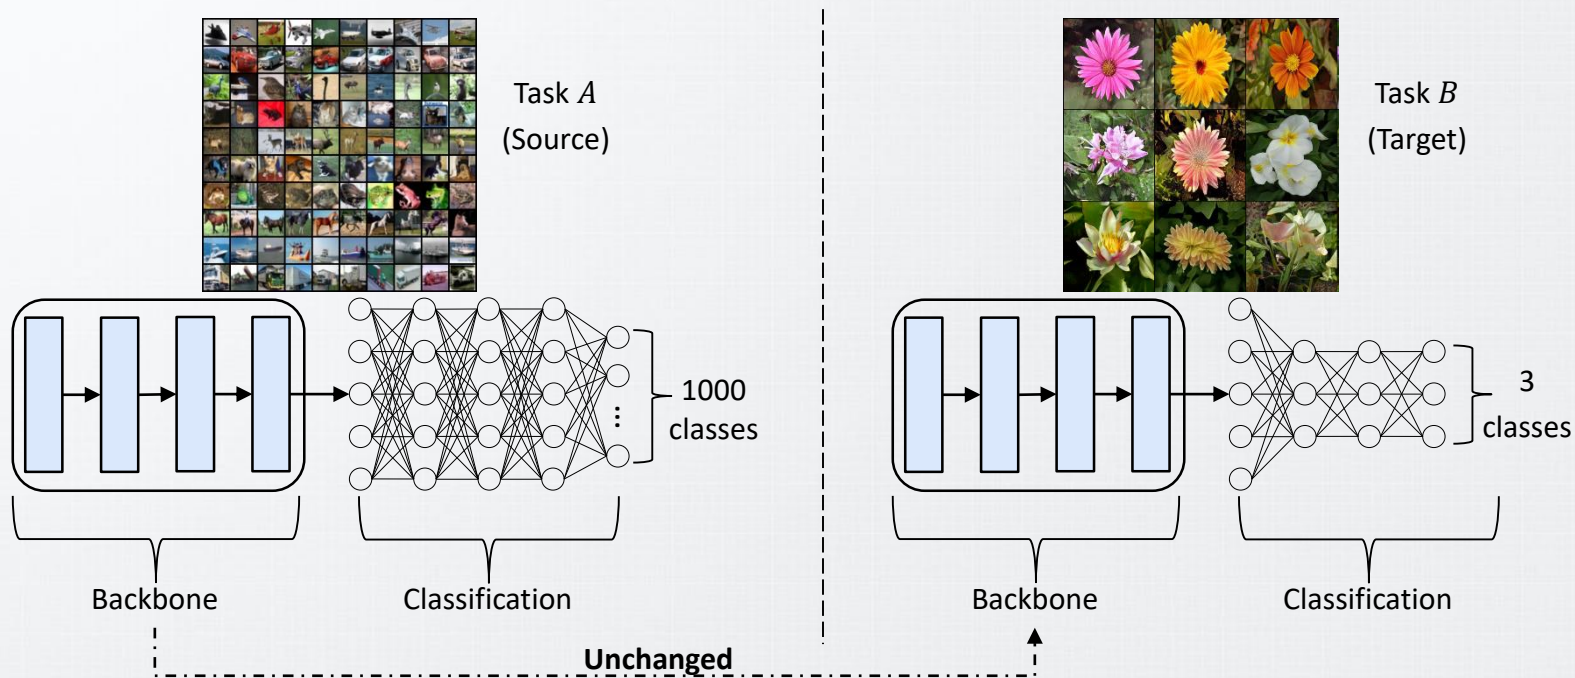 Task A
(Source)
1000
classes
Backbone
Classification
Task B
(Target)
3
classes
Backbone
Classification
Unchanged